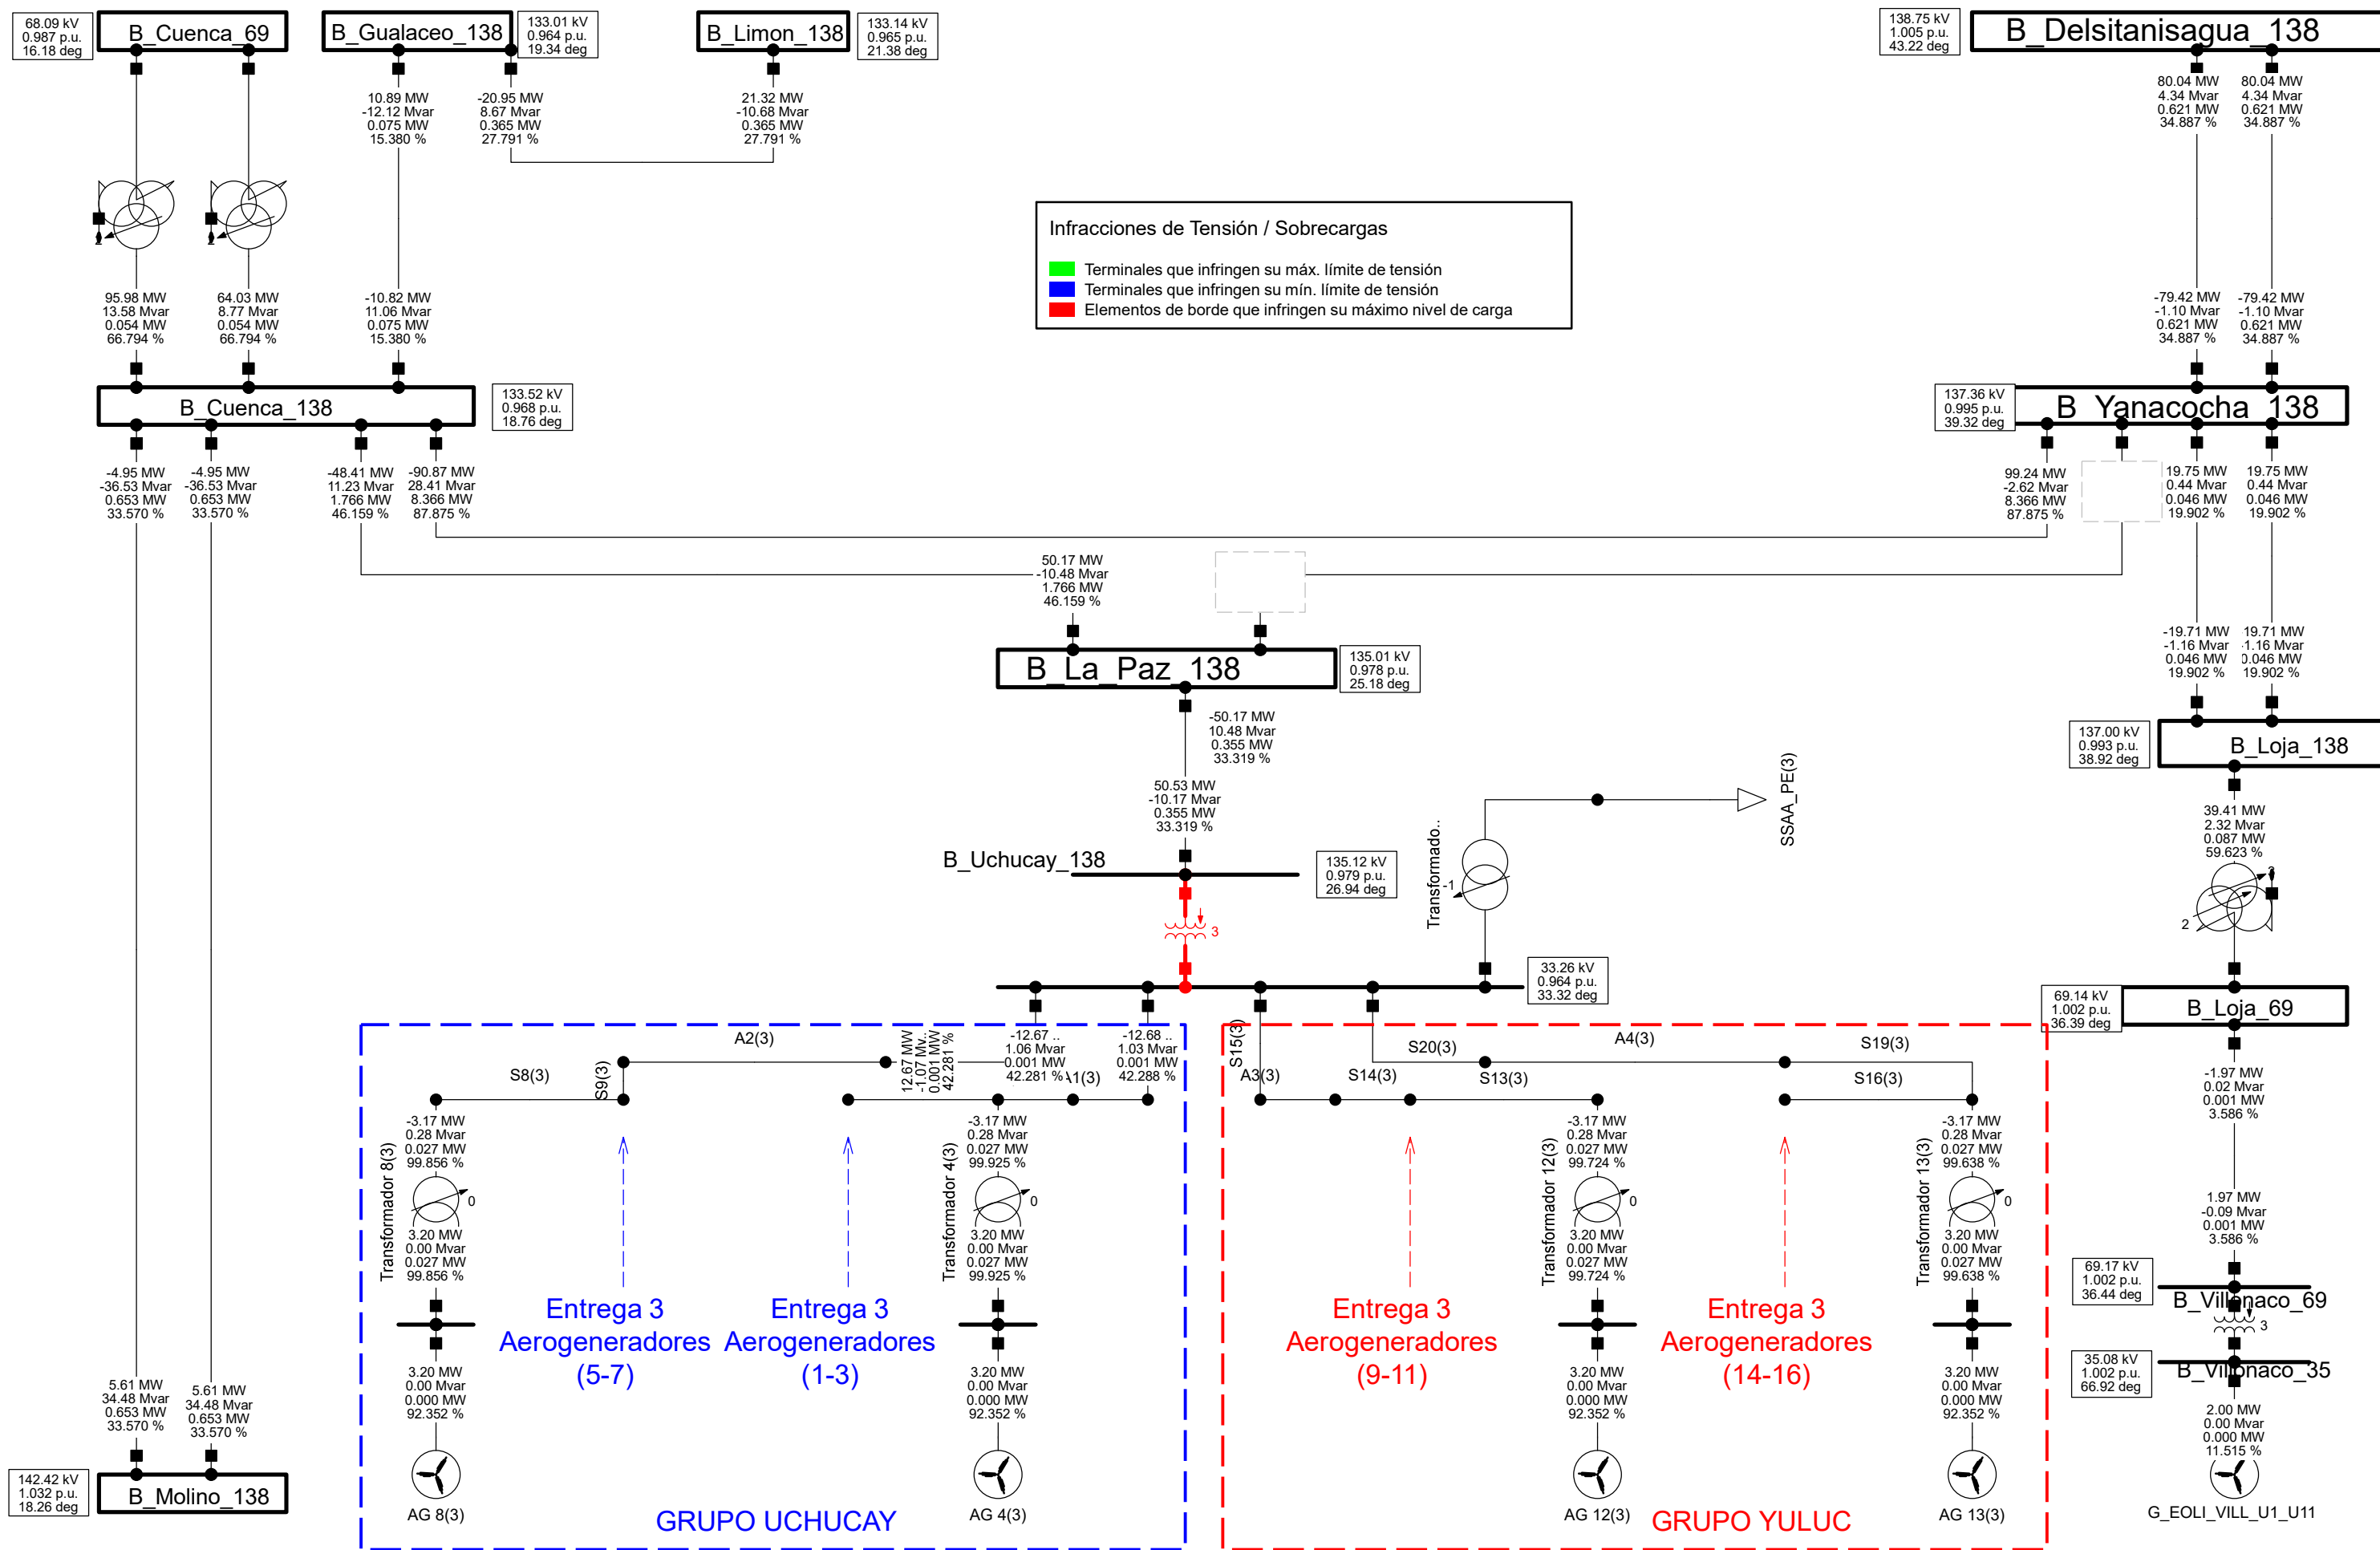 68.09 kV
0.987 p.u.
16.18 deg
B_Cuenca_69
B_Gualaceo_138
133.01 kV
0.964 p.u.
19.34 deg
B_Limon_138
133.14 kV
0.965 p.u.
21.38 deg
138.75 kV
1.005 p.u.
43.22 deg
B_Delsitanisagua_138
10.89 MW
-12.12 Mvar
0.075 MW
15.380 %
-20.95 MW
8.67 Mvar
0.365 MW
27.791 %
21.32 MW
-10.68 Mvar
0.365 MW
27.791 %
80.04 MW
4.34 Mvar
0.621 MW
34.887 %
80.04 MW
4.34 Mvar
0.621 MW
34.887 %
Infracciones de Tensión / Sobrecargas
Terminales que infringen su máx. límite de tensión
Terminales que infringen su mín. límite de tensión
Elementos de borde que infringen su máximo nivel de carga
95.98 MW
13.58 Mvar
0.054 MW
66.794 %
64.03 MW
8.77 Mvar
0.054 MW
66.794 %
-10.82 MW
11.06 Mvar
0.075 MW
15.380 %
-79.42 MW
-1.10 Mvar
0.621 MW
34.887 %
-79.42 MW
-1.10 Mvar
0.621 MW
34.887 %
B_Cuenca_138
133.52 kV
0.968 p.u.
18.76 deg
137.36 kV
0.995 p.u.
39.32 deg
B_Yanacocha_138
-4.95 MW
-36.53 Mvar
0.653 MW
33.570 %
-4.95 MW
-36.53 Mvar
0.653 MW
33.570 %
-48.41 MW
11.23 Mvar
1.766 MW
46.159 %
-90.87 MW
28.41 Mvar
8.366 MW
87.875 %
99.24 MW
-2.62 Mvar
8.366 MW
87.875 %
19.75 MW
0.44 Mvar
0.046 MW
19.902 %
19.75 MW
0.44 Mvar
0.046 MW
19.902 %
50.17 MW
-10.48 Mvar
1.766 MW
46.159 %
B_La_Paz_138
135.01 kV
0.978 p.u.
25.18 deg
-19.71 MW
-1.16 Mvar
0.046 MW
19.902 %
19.71 MW
1.16 Mvar
0.046 MW
19.902 %
-50.17 MW
10.48 Mvar
0.355 MW
33.319 %
137.00 kV
0.993 p.u.
38.92 deg
B_Loja_138
50.53 MW
-10.17 Mvar
0.355 MW
33.319 %
SSAA_PE(3)
39.41 MW
2.32 Mvar
0.087 MW
59.623 %
B_Uchucay_138
135.12 kV
0.979 p.u.
26.94 deg
Transformado..
-1
3
2
33.26 kV
0.964 p.u.
33.32 deg
69.14 kV
1.002 p.u.
36.39 deg
B_Loja_69
A2(3)
S8(3)
S9(3)
12.67 MW
-1.07 Mv..
0.001 MW
42.281 %
-12.67 ..
1.06 Mvar
0.001 MW
42.281 %
A1(3)
-12.68 ..
1.03 Mvar
0.001 MW
42.288 %
S15(3)
A3(3)
S14(3)
S20(3)
S13(3)
A4(3)
S19(3)
S16(3)
-1.97 MW
0.02 Mvar
0.001 MW
3.586 %
Transformador 8(3)
-3.17 MW
0.28 Mvar
0.027 MW
99.856 %
0
3.20 MW
0.00 Mvar
0.027 MW
99.856 %
Transformador 4(3)
-3.17 MW
0.28 Mvar
0.027 MW
99.925 %
0
3.20 MW
0.00 Mvar
0.027 MW
99.925 %
Transformador 12(3)
-3.17 MW
0.28 Mvar
0.027 MW
99.724 %
0
3.20 MW
0.00 Mvar
0.027 MW
99.724 %
Transformador 13(3)
-3.17 MW
0.28 Mvar
0.027 MW
99.638 %
0
3.20 MW
0.00 Mvar
0.027 MW
99.638 %
1.97 MW
-0.09 Mvar
0.001 MW
3.586 %
Entrega 3
Aerogeneradores
(5-7)
Entrega 3
Aerogeneradores
(1-3)
Entrega 3
Aerogeneradores
(9-11)
Entrega 3
Aerogeneradores
(14-16)
69.17 kV
1.002 p.u.
36.44 deg
B_Villonaco_69
3
35.08 kV
1.002 p.u.
66.92 deg
B_Villonaco_35
3.20 MW
0.00 Mvar
0.000 MW
92.352 %
3.20 MW
0.00 Mvar
0.000 MW
92.352 %
3.20 MW
0.00 Mvar
0.000 MW
92.352 %
3.20 MW
0.00 Mvar
0.000 MW
92.352 %
2.00 MW
0.00 Mvar
0.000 MW
11.515 %
5.61 MW
34.48 Mvar
0.653 MW
33.570 %
5.61 MW
34.48 Mvar
0.653 MW
33.570 %
142.42 kV
1.032 p.u.
18.26 deg
B_Molino_138
AG 8(3)
GRUPO UCHUCAY
AG 4(3)
AG 12(3)
GRUPO YULUC
AG 13(3)
G_EOLI_VILL_U1_U11